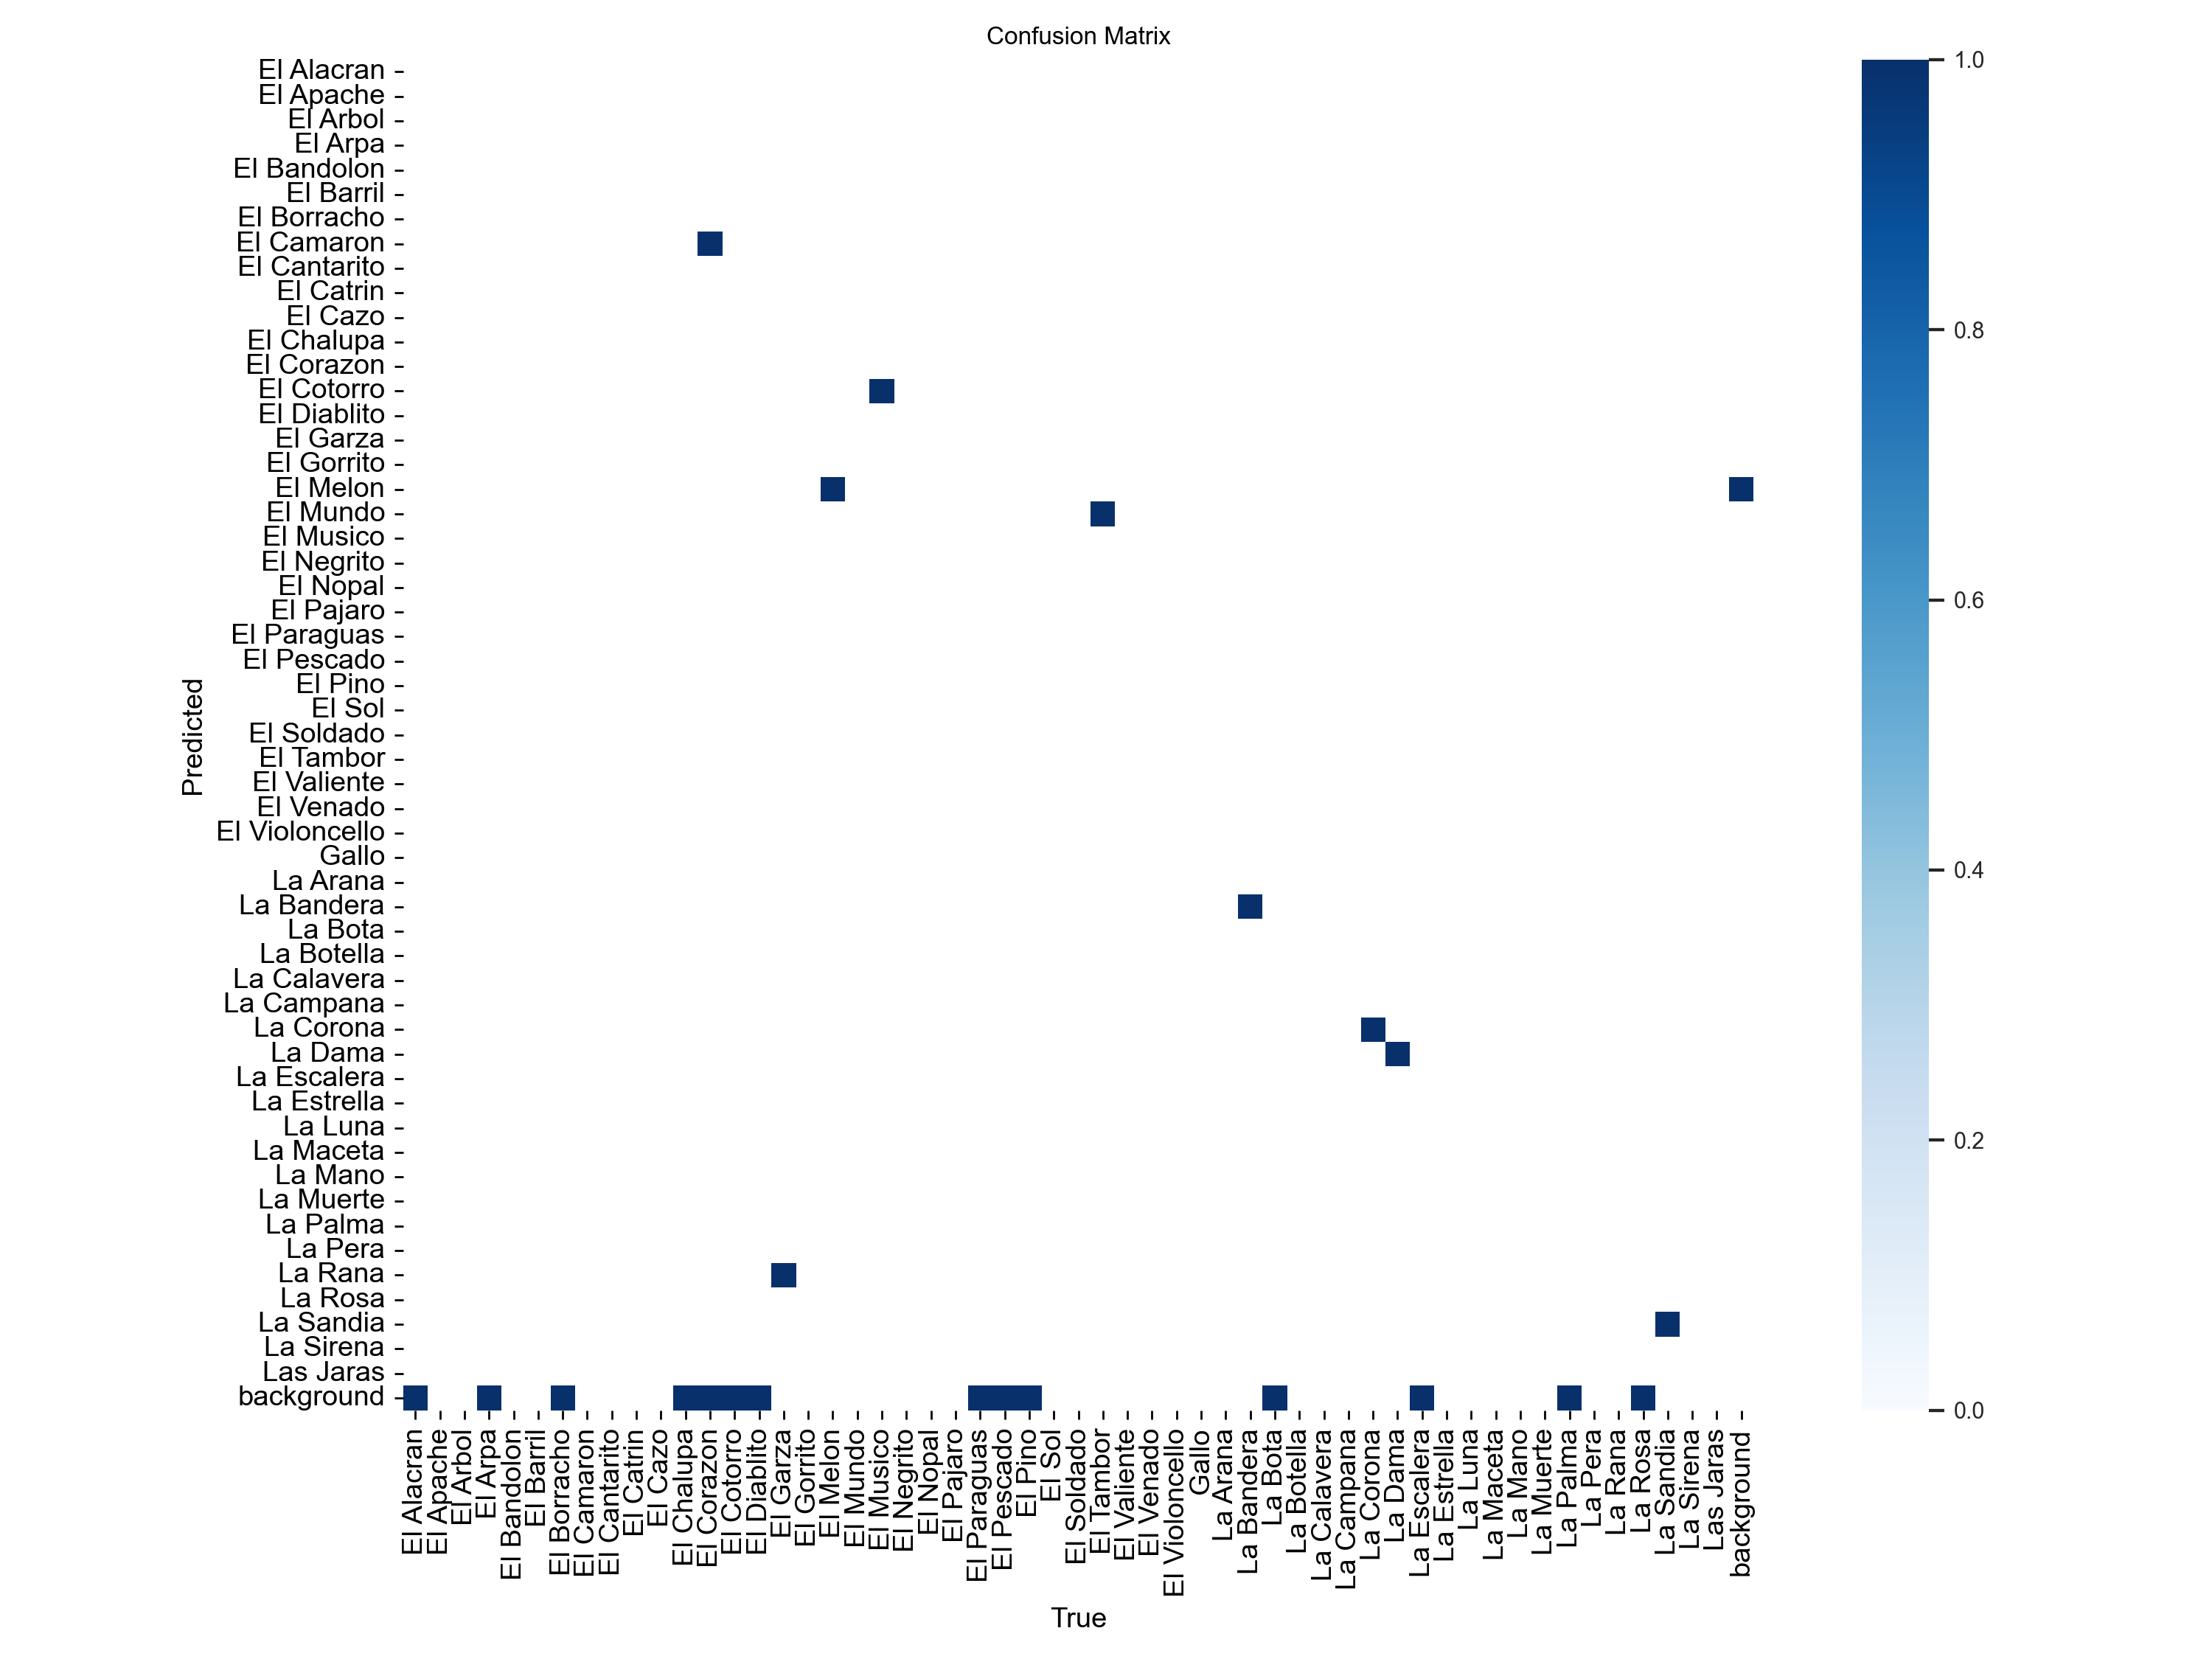 Confusion Matrix
El Alacran
El Apache
El Arbol
El Arpa
El Bandolon
El Barril
El Borracho
El Camaron
El Cantarito
El Catrin
El Cazo
El Chalupa
El Corazon
El Cotorro
El Diablito
El Garza
El Gorrito
El Melon
El Mundo
El Musico
El Negrito
El Nopal
El Pajaro
El Paraguas
El Pescado
El Pino
El Sol
El Soldado
El Tambor
El Valiente
El Venado
El Violoncello
Gallo
La Arana
La Bandera
La Bota
La Botella
La Calavera
La Campana
La Corona
La Dama
La Escalera
La Estrella
La Luna
La Maceta
La Mano
La Muerte
La Palma
La Pera
La Rana
La Rosa
La Sandia
La Sirena
Las Jaras
background
Predicted
El Alacran
El Apache
El Arbol
El Arpa
El Bandolon
El Barril
El Borracho
El Camaron
El Cantarito
El Catrin
El Cazo
El Chalupa
El Corazon
El Cotorro
El Diablito
El Garza
El Gorrito
El Melon
El Mundo
El Musico
El Negrito
El Nopal
El Pajaro
El Paraguas
El Pescado
El Pino
El Sol
El Soldado
El Tambor
El Valiente
El Venado
El Violoncello
Gallo
La Arana
La Bandera
La Bota
La Botella
La Calavera
La Campana
La Corona
La Dama
La Escalera
La Estrella
La Luna
La Maceta
La Mano
La Muerte
La Palma
La Pera
La Rana
La Rosa
La Sandia
La Sirena
Las Jaras
background
True
1.0
0.8
0.6
0.4
0.2
0.0